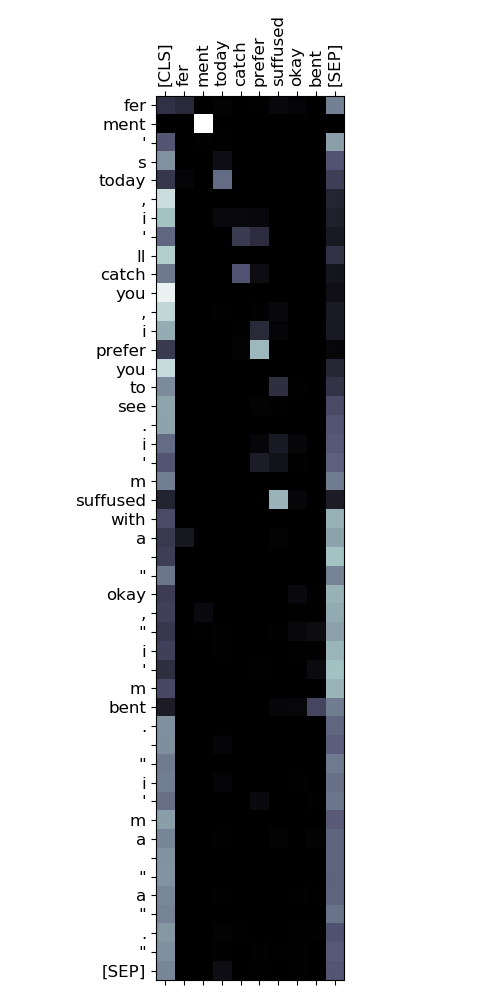 [CLS] fer ment today catch prefer suffused okay bent [SEP]
fer
ment
'
s
today
,
i
'
ll
catch
you
,
i
prefer
you
to
see
.
i
'
m
suffused
with
a
"
okay
,
"
i
'
m
bent
.
"
i
'
m
a
"
a
"
.
"
[SEP]